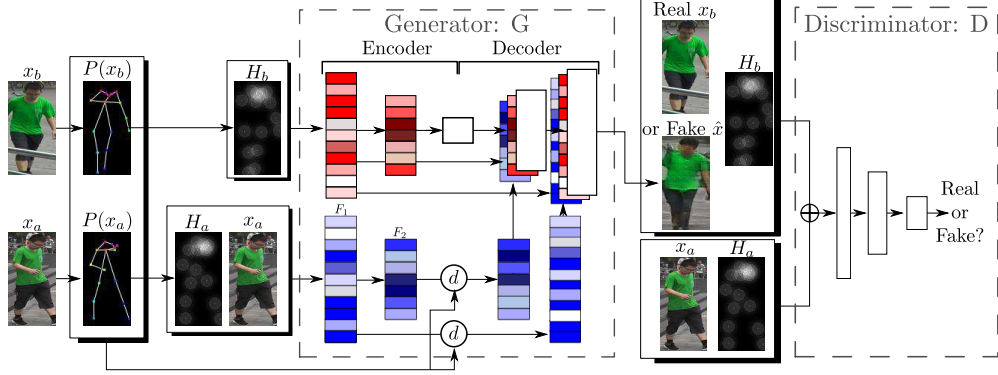 Generator: G
Encoder
Decoder
x_b
P(x_b)
H_b
x_a
P(x_a)
H_a
x_a
F_1
F_2
d
d
Real x_b
H_b
or Fake x̂
x_a
H_a
Discriminator: D
Real
or
Fake?